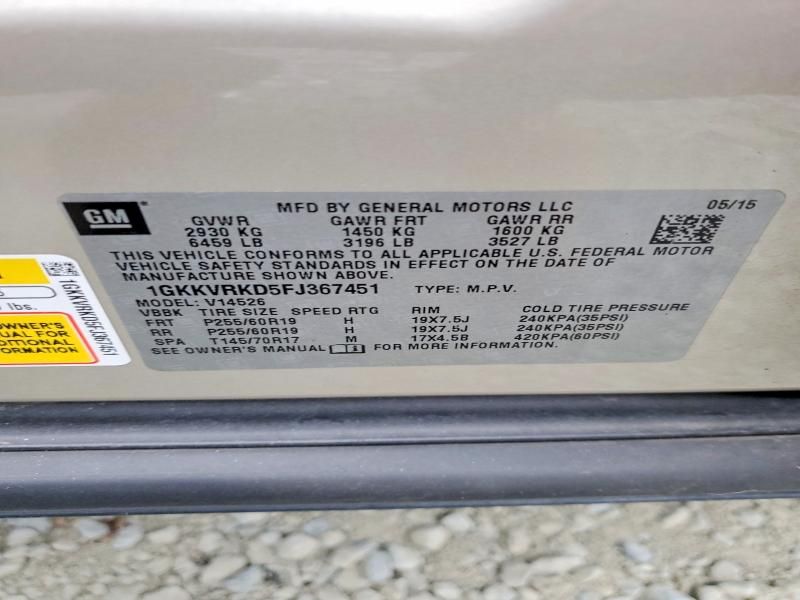 GM
MFD BY GENERAL MOTORS LLC
05/15
GVWR GAWR FRT GAWR RR
2930 KG 1450 KG 1600 KG
6459 LB 3196 LB 3527 LB
THIS VEHICLE CONFORMS TO ALL APPLICABLE U.S. FEDERAL MOTOR
VEHICLE SAFETY STANDARDS IN EFFECT ON THE DATE OF
MANUFACTURE SHOWN ABOVE.
1GKKVRKD5FJ367451 TYPE: M.P.V.
MODEL: V14526
VBBK TIRE SIZE SPEED RTG RIM COLD TIRE PRESSURE
FRT P255/60R19 H 19X7.5J 240KPA(35PSI)
RR P255/60R19 H 19X7.5J 240KPA(35PSI)
SPA T145/70R17 M 17X4.5B 420KPA(60PSI)
SEE OWNER'S MANUAL FOR MORE INFORMATION.
lbs.
OWNER'S
FOR
1GKKVRKD5FJ367451